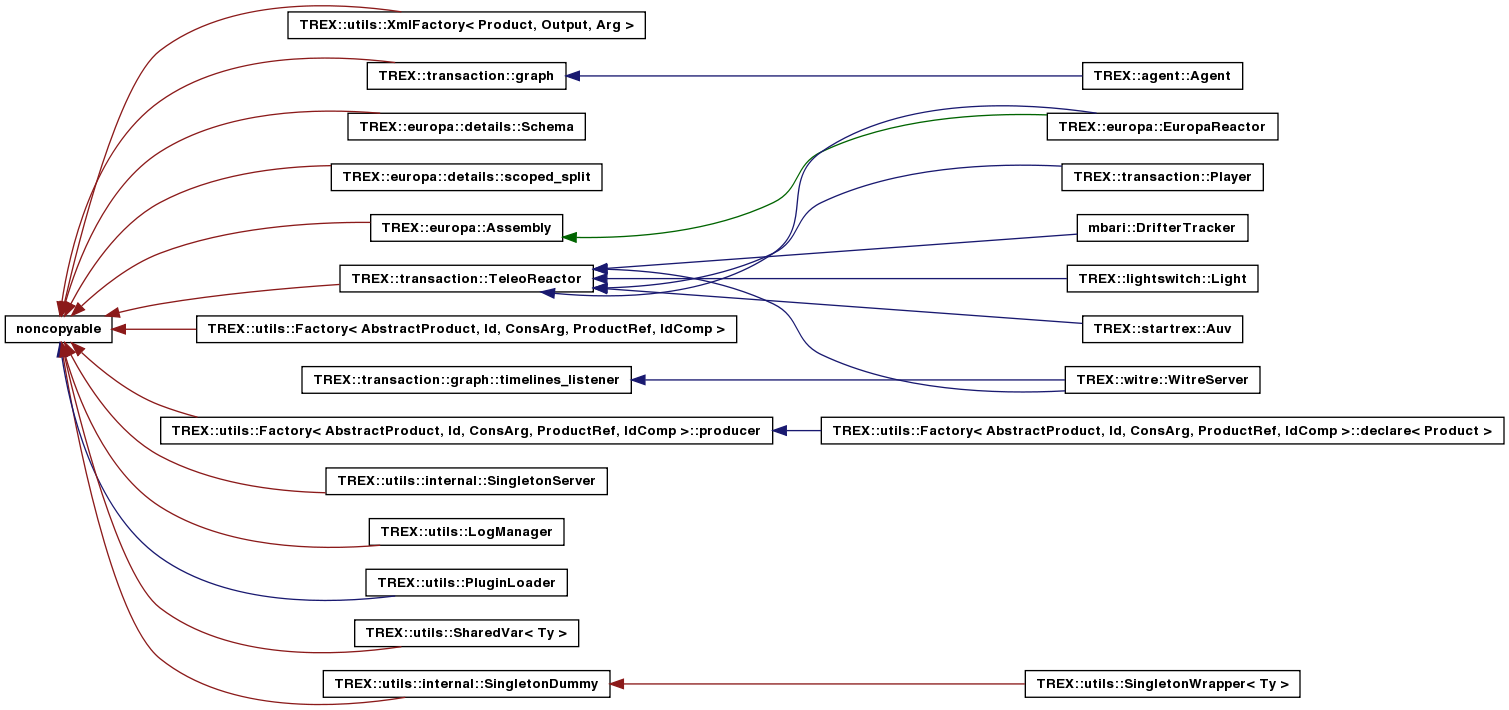 TREX::utils::XmlFactory< Product, Output, Arg >
TREX::transaction::graph
TREX::agent::Agent
TREX::europa::details::Schema
TREX::europa::EuropaReactor
TREX::europa::details::scoped_split
TREX::transaction::Player
TREX::europa::Assembly
mbari::DrifterTracker
TREX::transaction::TeleoReactor
TREX::lightswitch::Light
noncopyable
TREX::utils::Factory< AbstractProduct, Id, ConsArg, ProductRef, IdComp >
TREX::startrex::Auv
TREX::transaction::graph::timelines_listener
TREX::witre::WitreServer
TREX::utils::Factory< AbstractProduct, Id, ConsArg, ProductRef, IdComp >::producer
TREX::utils::Factory< AbstractProduct, Id, ConsArg, ProductRef, IdComp >::declare< Product >
TREX::utils::internal::SingletonServer
TREX::utils::LogManager
TREX::utils::PluginLoader
TREX::utils::SharedVar< Ty >
TREX::utils::internal::SingletonDummy
TREX::utils::SingletonWrapper< Ty >